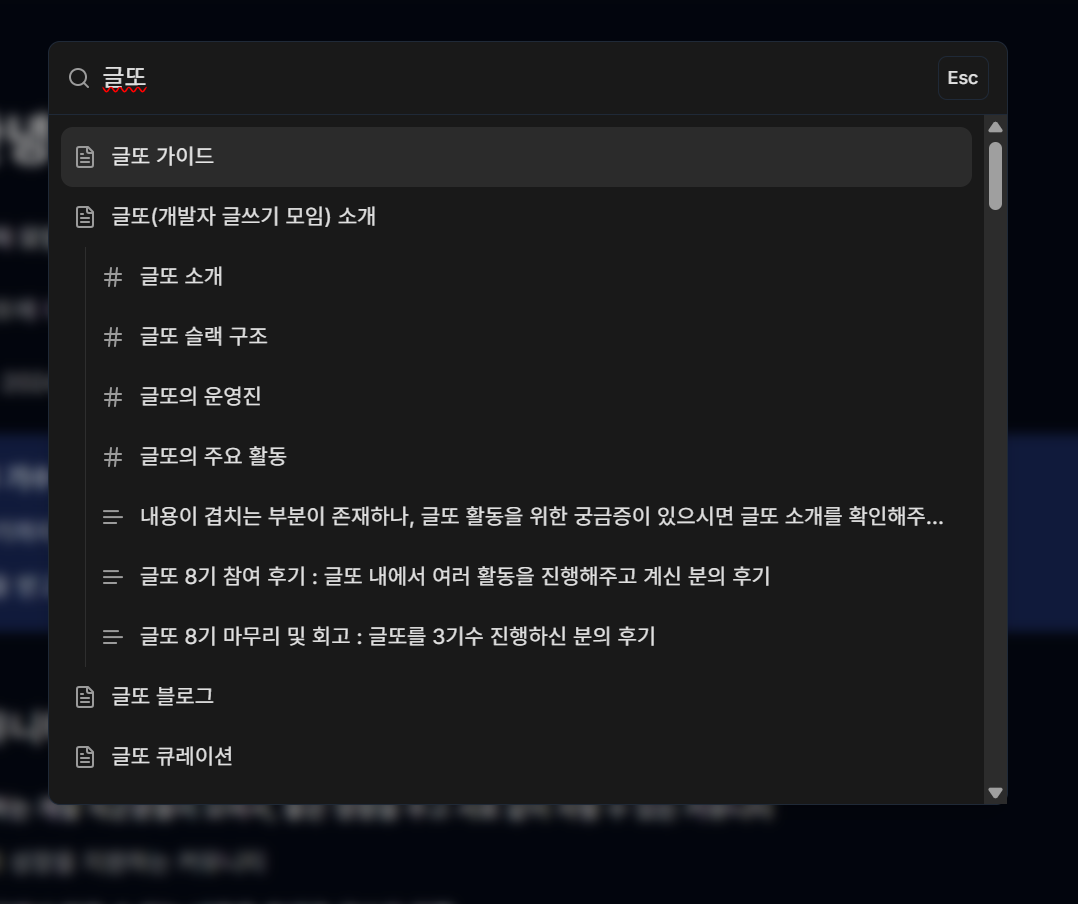 글또
Esc
글또 가이드
글또(개발자 글쓰기 모임) 소개
글또 소개
글또 슬랙 구조
글또의 운영진
글또의 주요 활동
내용이 겹치는 부분이 존재하나, 글또 활동을 위한 궁금증이 있으시면 글또 소개를 확인해주...
글또 8기 참여 후기 : 글또 내에서 여러 활동을 진행해주고 계신 분의 후기
글또 8기 마무리 및 회고 : 글또를 3기수 진행하신 분의 후기
글또 블로그
글또 큐레이션